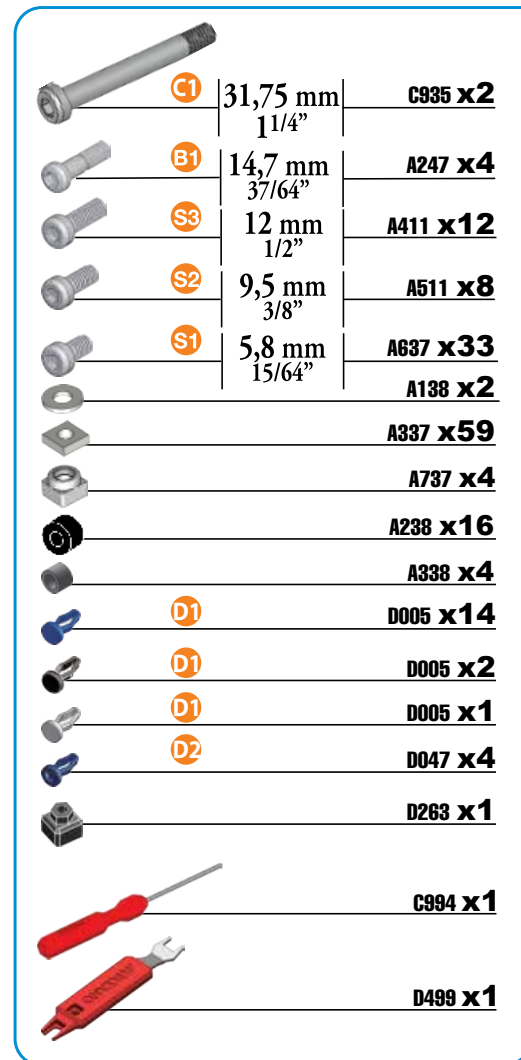 C1 31,75 mm C935 x2
1 1/4”
B1 14,7 mm A247 x4
37/64”
S3 12 mm A411 x12
1/2”
S2 9,5 mm A511 x8
3/8”
S1 5,8 mm A637 x33
15/64”
A138 x2
A337 x59
A737 x4
A238 x16
A338 x4
D1 D005 x14
D1 D005 x2
D1 D005 x1
D2 D047 x4
D263 x1
C994 x1
D499 x1